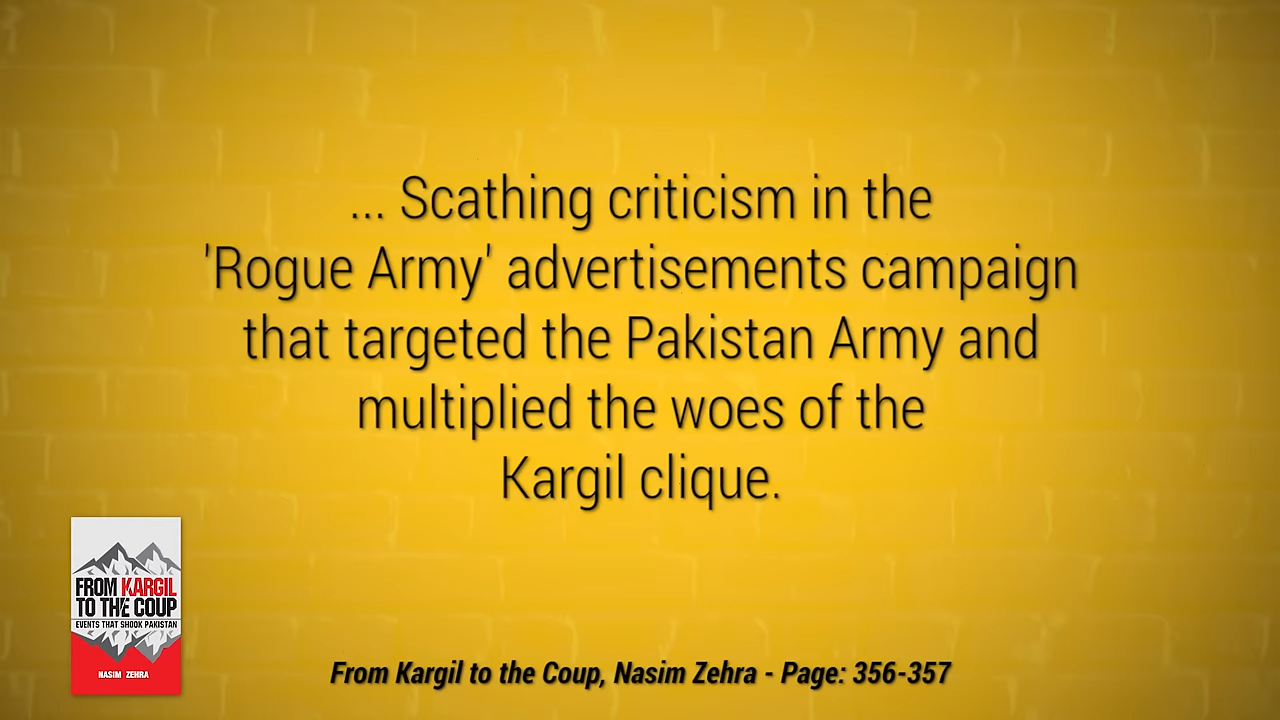 ... Scathing criticism in the
'Rogue Army' advertisements campaign
that targeted the Pakistan Army and
multiplied the woes of the
Kargil clique.
FROM KARGIL
TO THE COUP
EVENTS THAT SHOOK PAKISTAN
NASIM ZEHRA
From Kargil to the Coup, Nasim Zehra - Page: 356-357